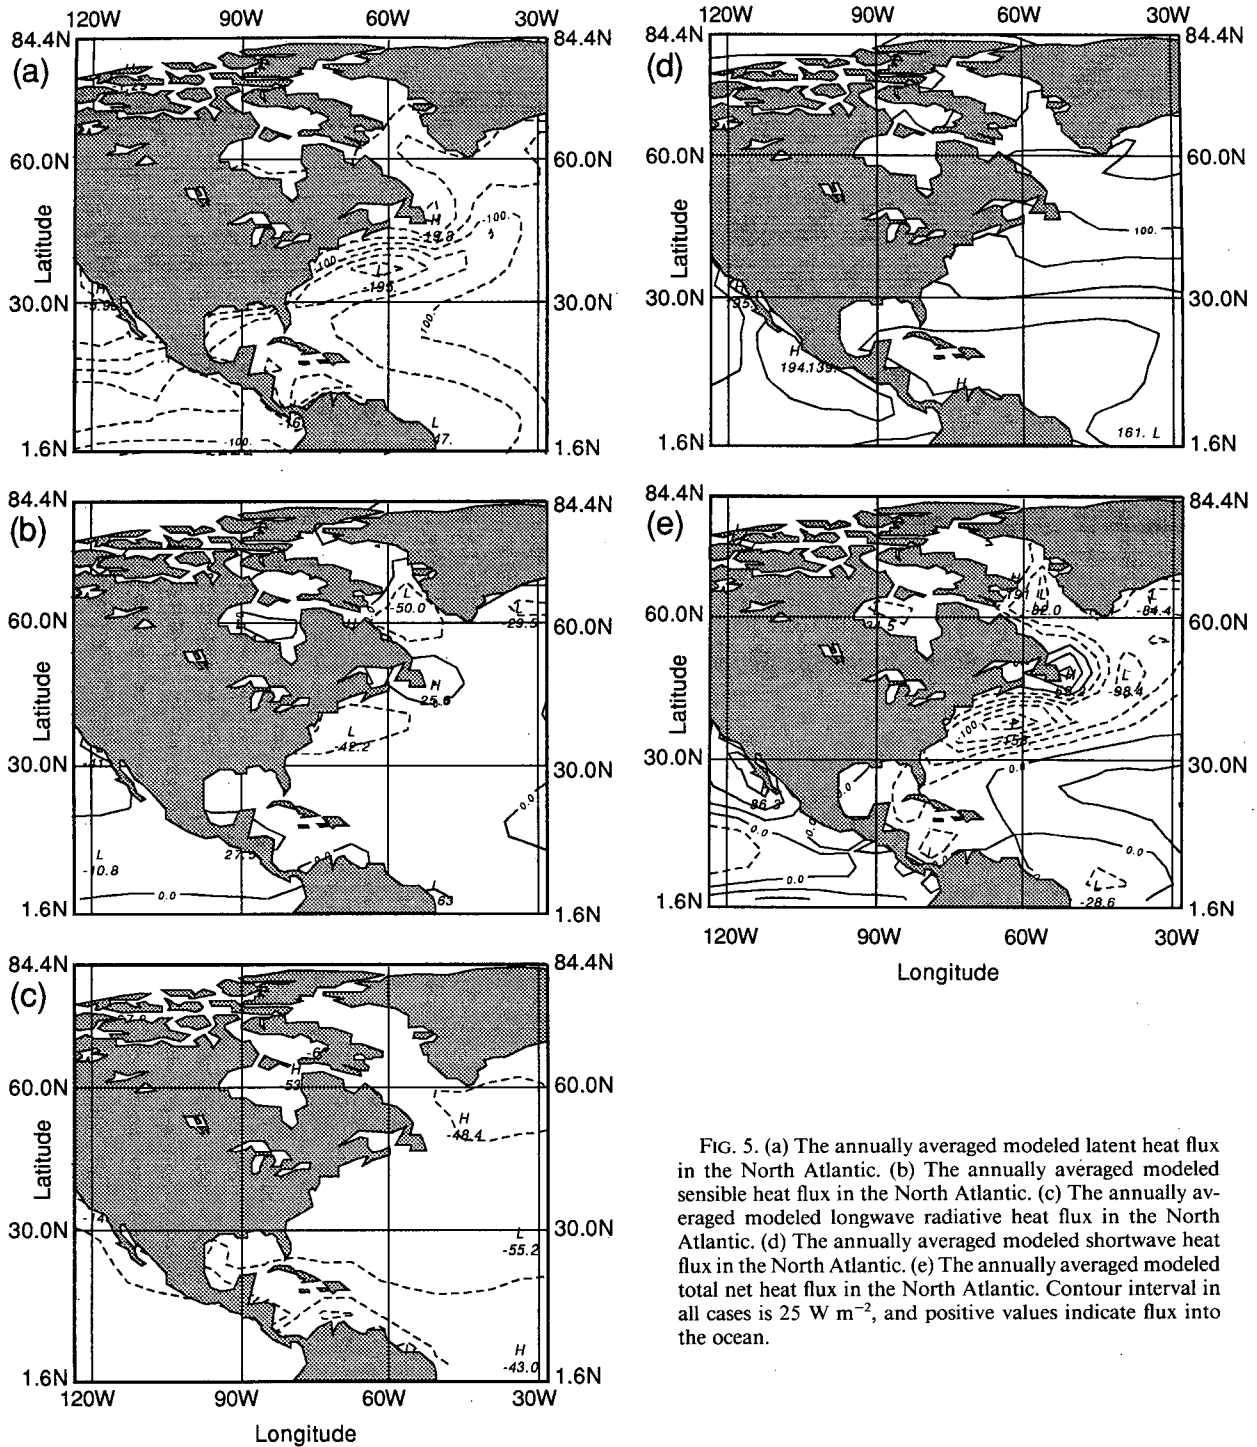 120W 90W 60W 30W
84.4N 84.4N
(a)
60.0N 60.0N
Latitude
H
-19.8
-100.
100.
L
-195.
30.0N 30.0N
H
100.
L
47.
-100.
1.6N 1.6N
84.4N 84.4N
(b)
L
-50.0
L
60.0N 60.0N
Latitude
H
25.6
L
-42.2
30.0N 30.0N
0.0
L
-10.8
0.0
0.0
L
63
1.6N 1.6N
84.4N 84.4N
(c)
H
-53
60.0N 60.0N
H
-48.4
Latitude
30.0N 30.0N
L
-55.2
H
-43.0
1.6N 1.6N
120W 90W 60W 30W
Longitude
120W 90W 60W 30W
84.4N 84.4N
(d)
60.0N 60.0N
Latitude
100.
30.0N 30.0N
H
194.139.
H
161. L
1.6N 1.6N
84.4N 84.4N
(e)
H
L
-82.0
L
-84.4
60.0N 60.0N
Latitude
H
L
-98.4
-100.
30.0N 30.0N
0.0
0.0
H
86.3
0.0
0.0
0.0
0.0
L
-28.6
1.6N 1.6N
120W 90W 60W 30W
Longitude
FIG. 5. (a) The annually averaged modeled latent heat flux
in the North Atlantic. (b) The annually averaged modeled
sensible heat flux in the North Atlantic. (c) The annually av-
eraged modeled longwave radiative heat flux in the North
Atlantic. (d) The annually averaged modeled shortwave heat
flux in the North Atlantic. (e) The annually averaged modeled
total net heat flux in the North Atlantic. Contour interval in
all cases is 25 W m⁻², and positive values indicate flux into
the ocean.